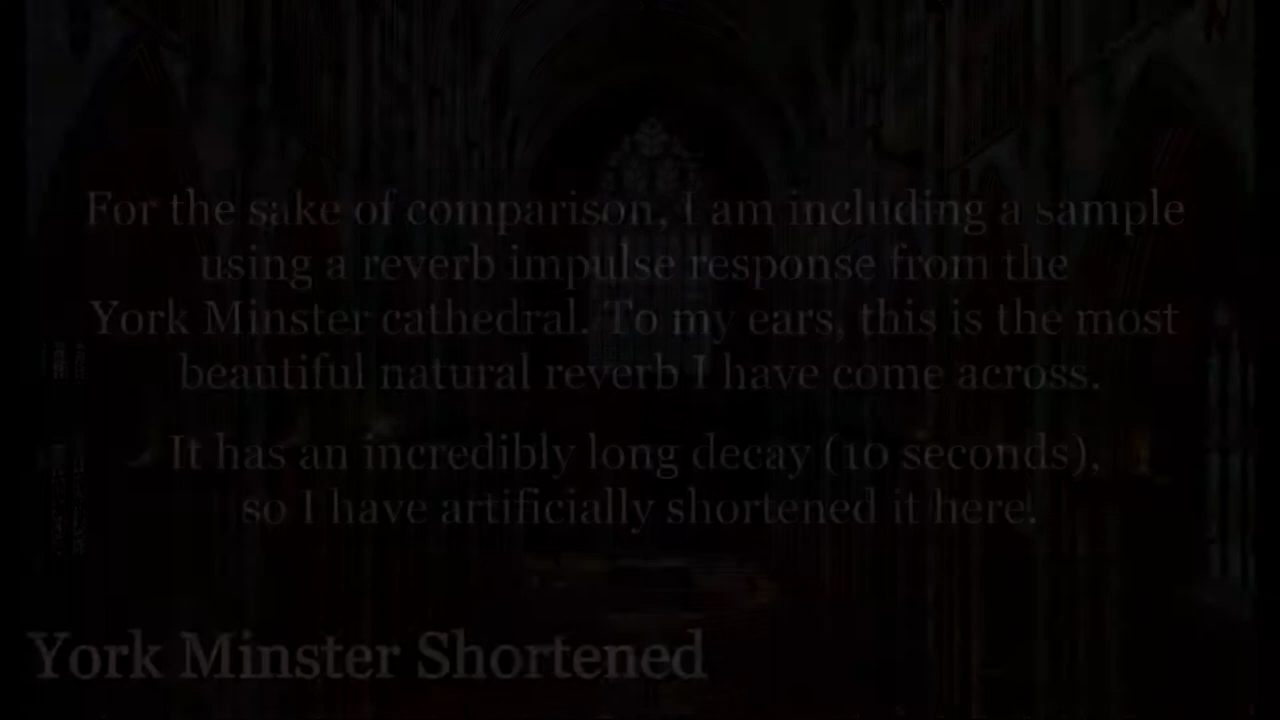 For the sake of comparison, I am including a sample
using a reverb impulse response from the
York Minster cathedral. To my ears, this is the most
beautiful natural reverb I have come across.
It has an incredibly long decay (10 seconds),
so I have artificially shortened it here.
York Minster Shortened